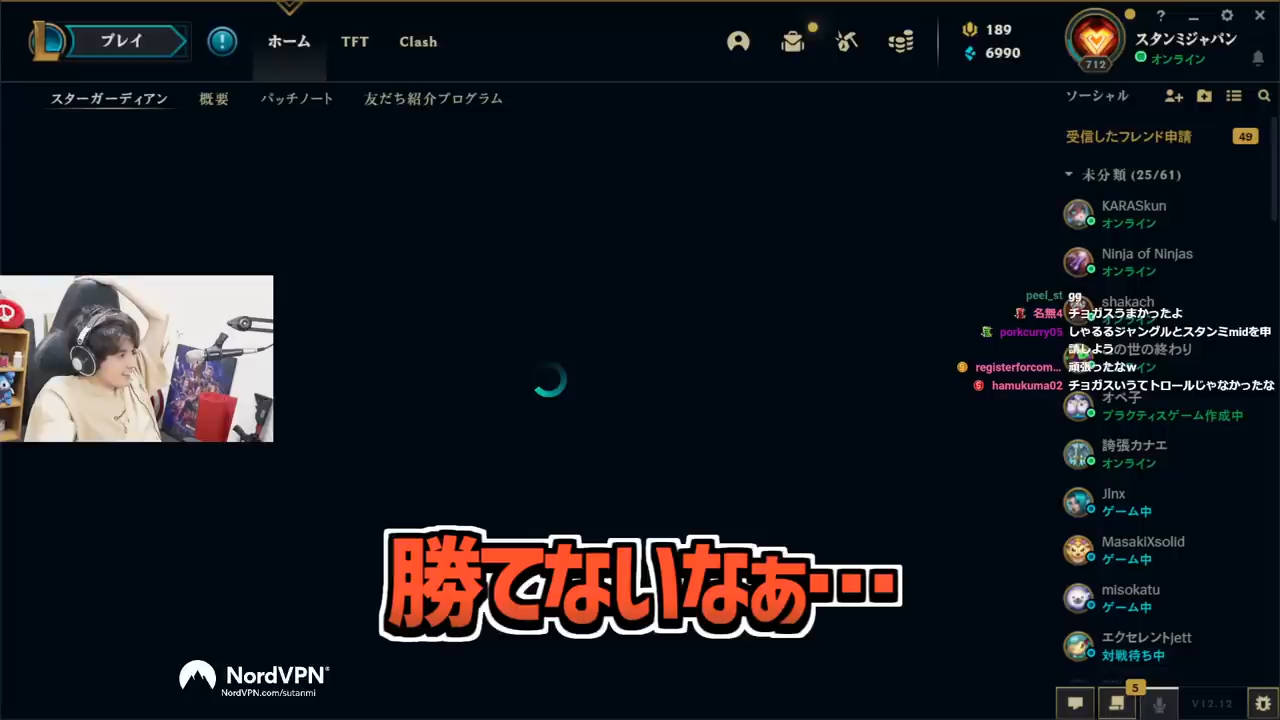 プレイ
ホーム
TFT
Clash
189
6990
712
?
スタンミジャパン
オンライン
スターガーディアン
概要
パッチノート
友だち紹介プログラム
ソーシャル
受信したフレンド申請
49
未分類 (25/61)
KARASkun
オンライン
Ninja of Ninjas
オンライン
shakach
peel_st gg
名無4 チョガスうまかったよ
porkcurry05 しゃるるジャングルとスタンミmidを申
請しよう
の世の終わり
registerforcom... 頑張ったなw
hamukuma02 チョガスいうてトロールじゃなかったな
オペ子
プラクティスゲーム作成中
誇張カナエ
オンライン
Jlnx
ゲーム中
MasakiXsolid
ゲーム中
misokatu
ゲーム中
エクセレントjett
対戦待ち中
勝てないなぁ…
NordVPN®
NordVPN.com/sutanmi
5
V12.12